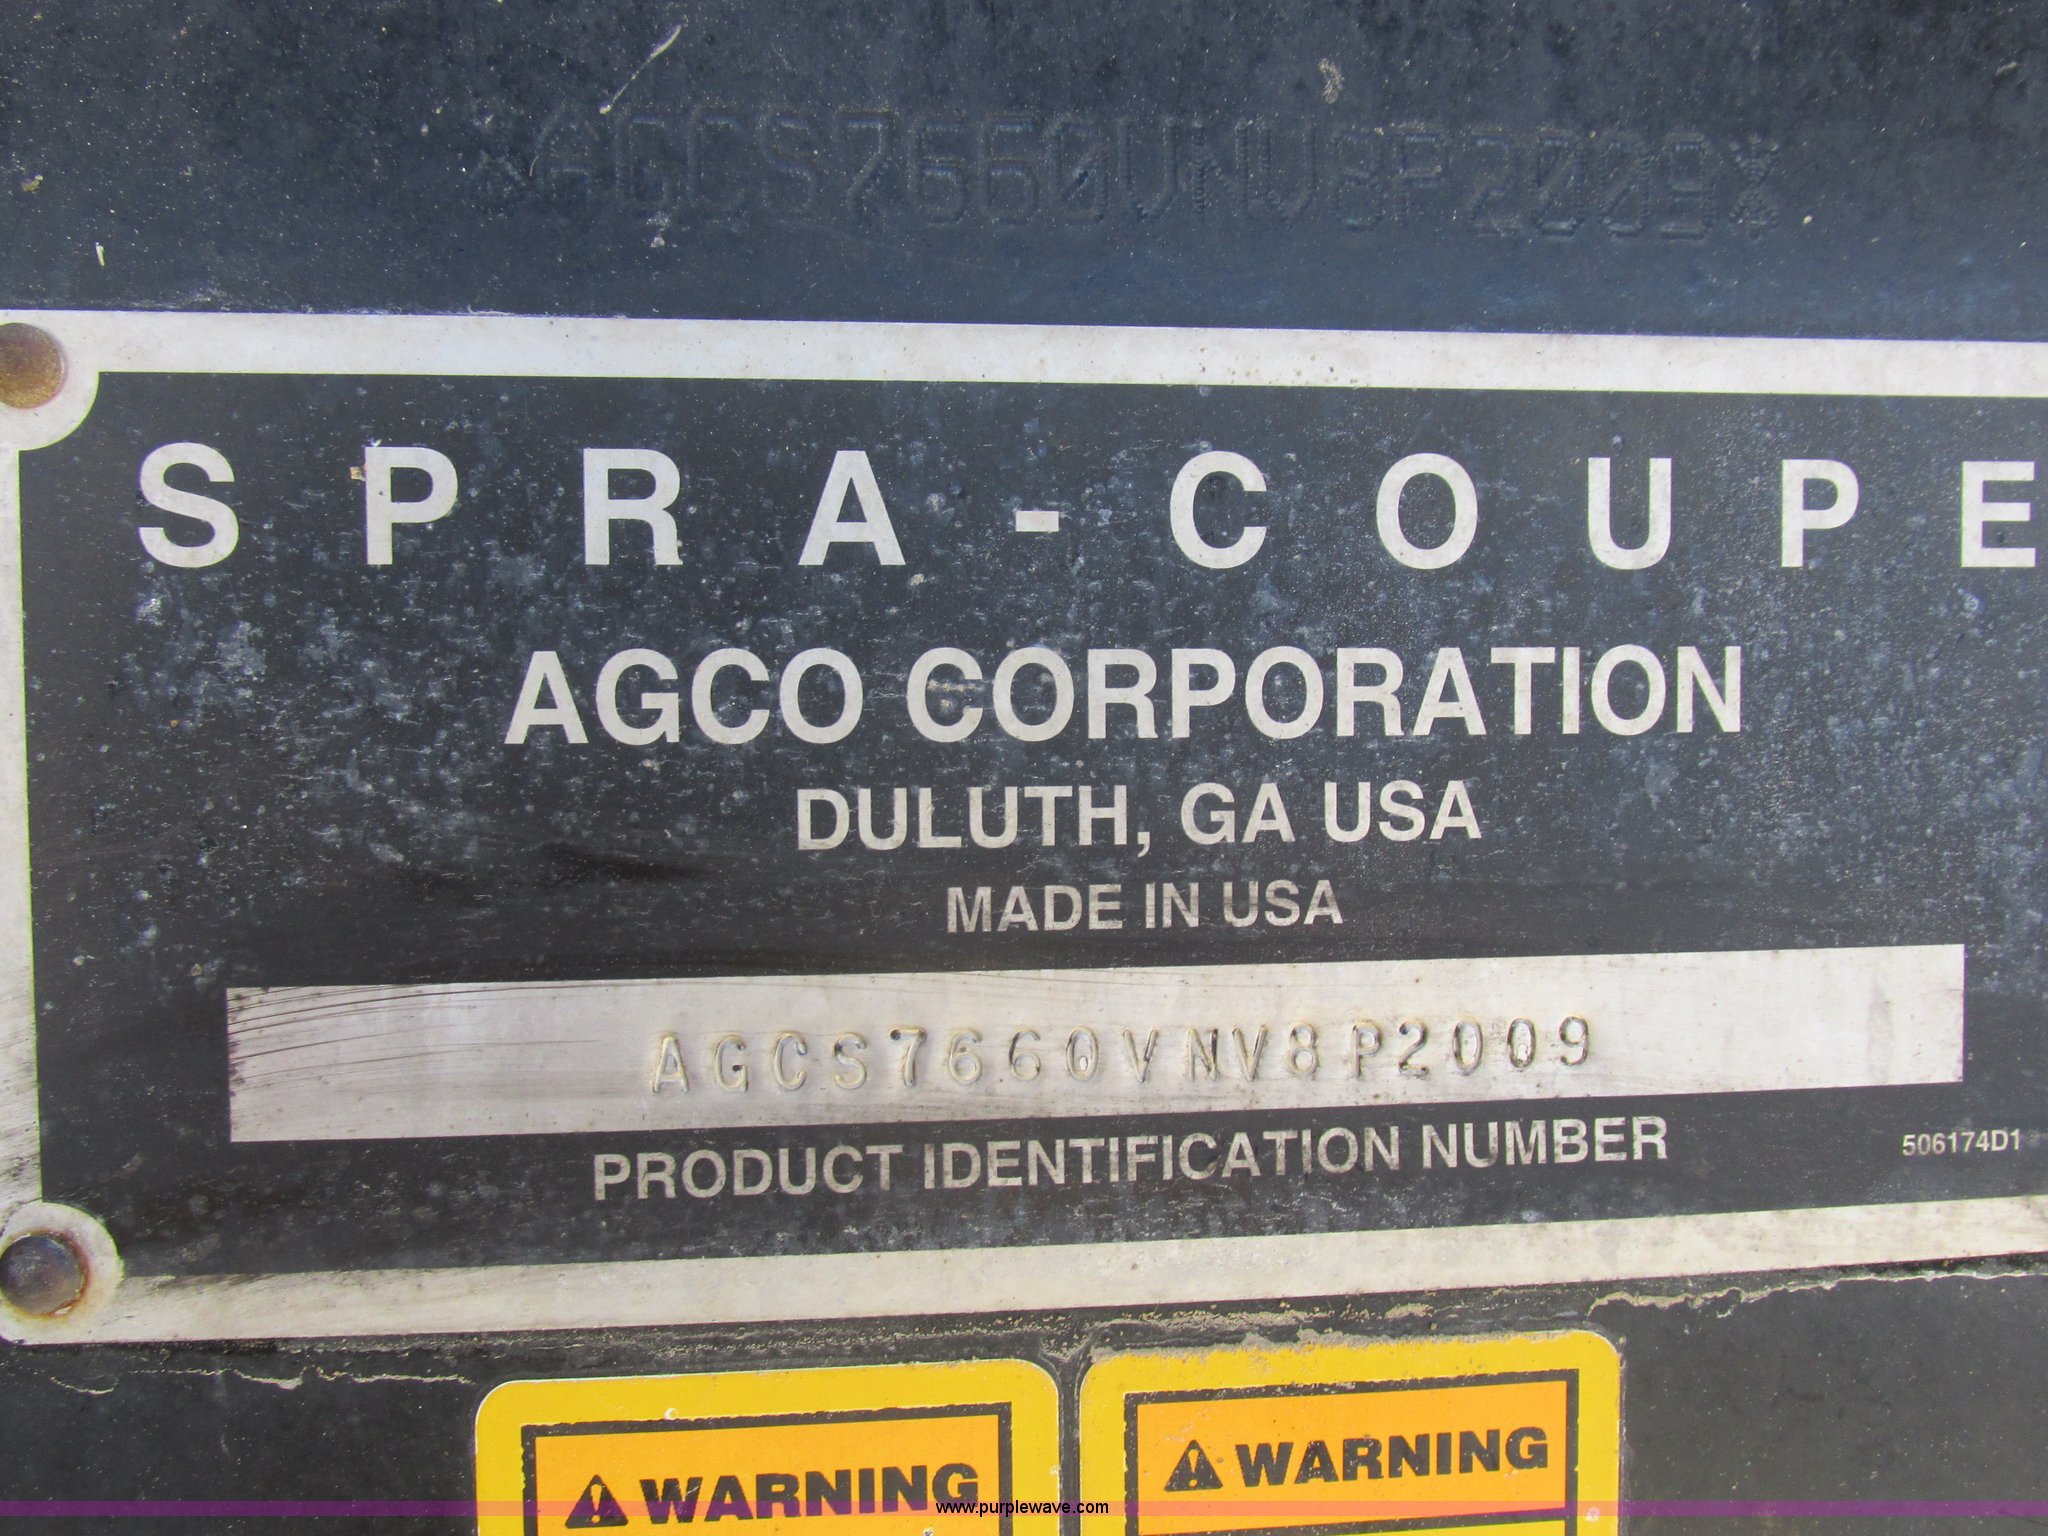 *AGCS7660VNV8P2009*
SPRA-COUPE
AGCO CORPORATION
DULUTH, GA USA
MADE IN USA
AGCS7660VNV8P2009
PRODUCT IDENTIFICATION NUMBER
506174D1
WARNING
WARNING
www.purplewave.com